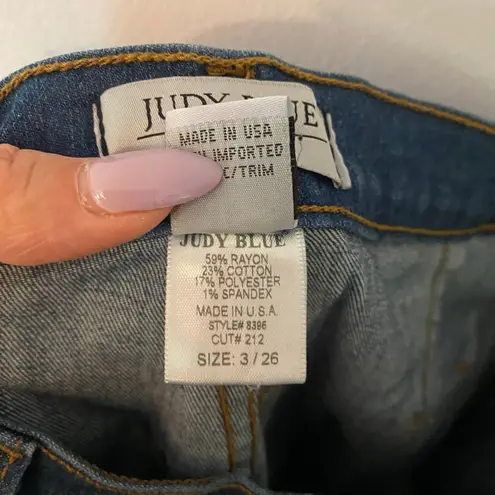 JUDY BLUE
MADE IN USA
IMPORTED
C/TRIM
JUDY BLUE
59% RAYON
23% COTTON
17% POLYESTER
1% SPANDEX
MADE IN U.S.A.
STYLE# 8396
CUT# 212
SIZE: 3 / 26